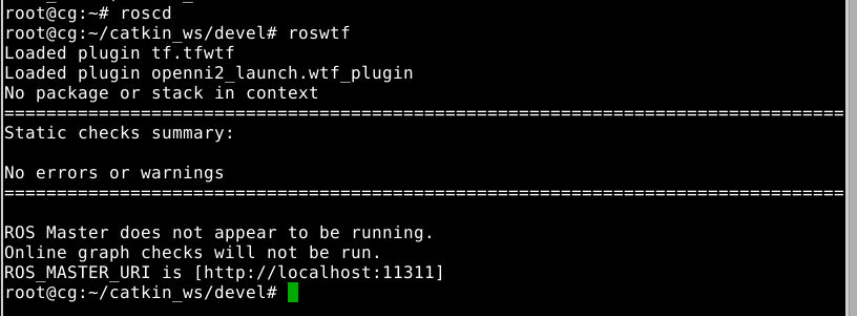 root@cg:~# roscd
root@cg:~/catkin_ws/devel# roswtf
Loaded plugin tf.tfwtf
Loaded plugin openni2_launch.wtf_plugin
No package or stack in context
================================================================================
Static checks summary:
No errors or warnings
================================================================================
ROS Master does not appear to be running.
Online graph checks will not be run.
ROS_MASTER_URI is [http://localhost:11311]
root@cg:~/catkin_ws/devel#